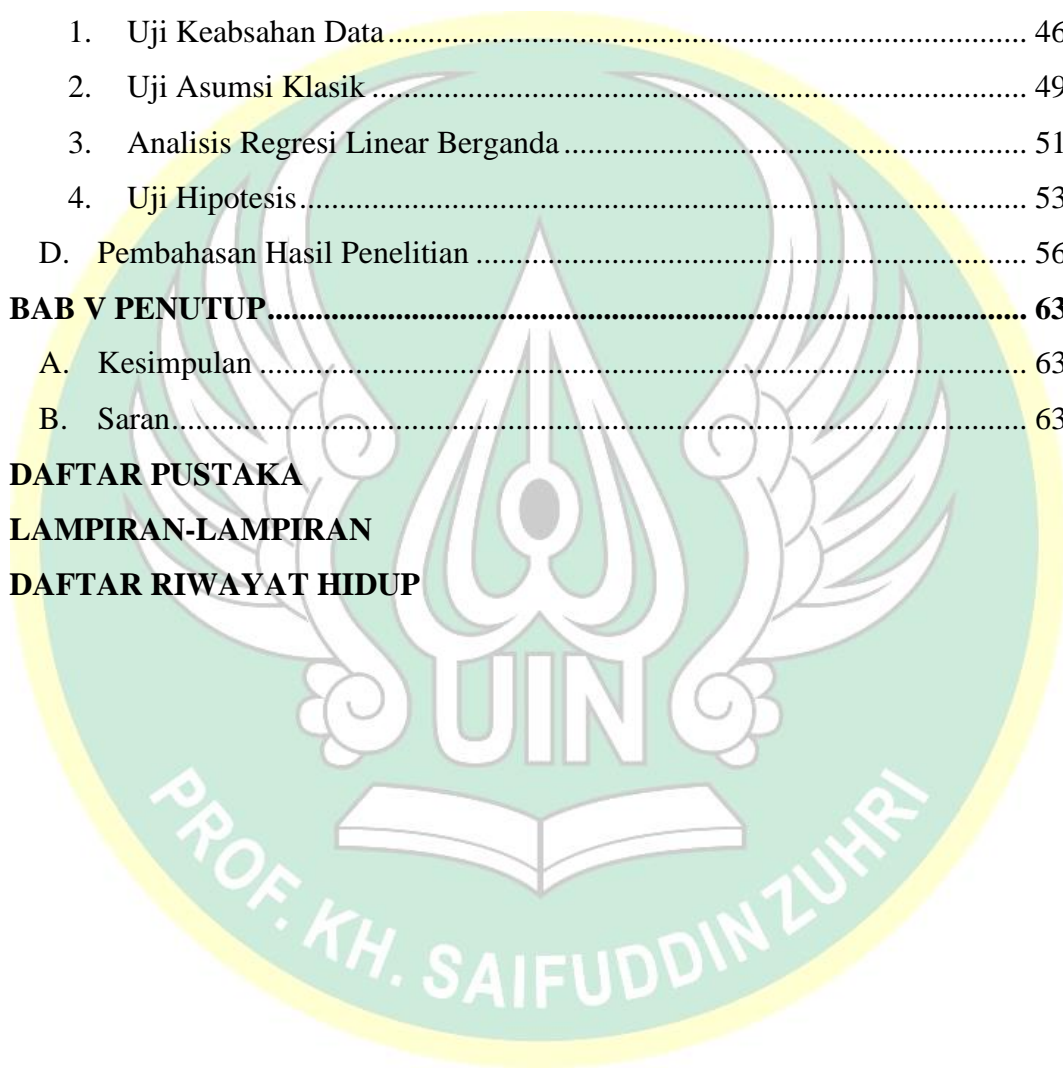 1. Uji Keabsahan Data.................................................................................. 46
2. Uji Asumsi Klasik.................................................................................... 49
3. Analisis Regresi Linear Berganda........................................................... 51
4. Uji Hipotesis............................................................................................. 53
D. Pembahasan Hasil Penelitian...................................................................... 56
BAB V PENUTUP................................................................................................ 63
A. Kesimpulan.................................................................................................. 63
B. Saran............................................................................................................. 63
DAFTAR PUSTAKA
LAMPIRAN-LAMPIRAN
DAFTAR RIWAYAT HIDUP
UIN
PROF. KH. SAIFUDDIN ZUHRI